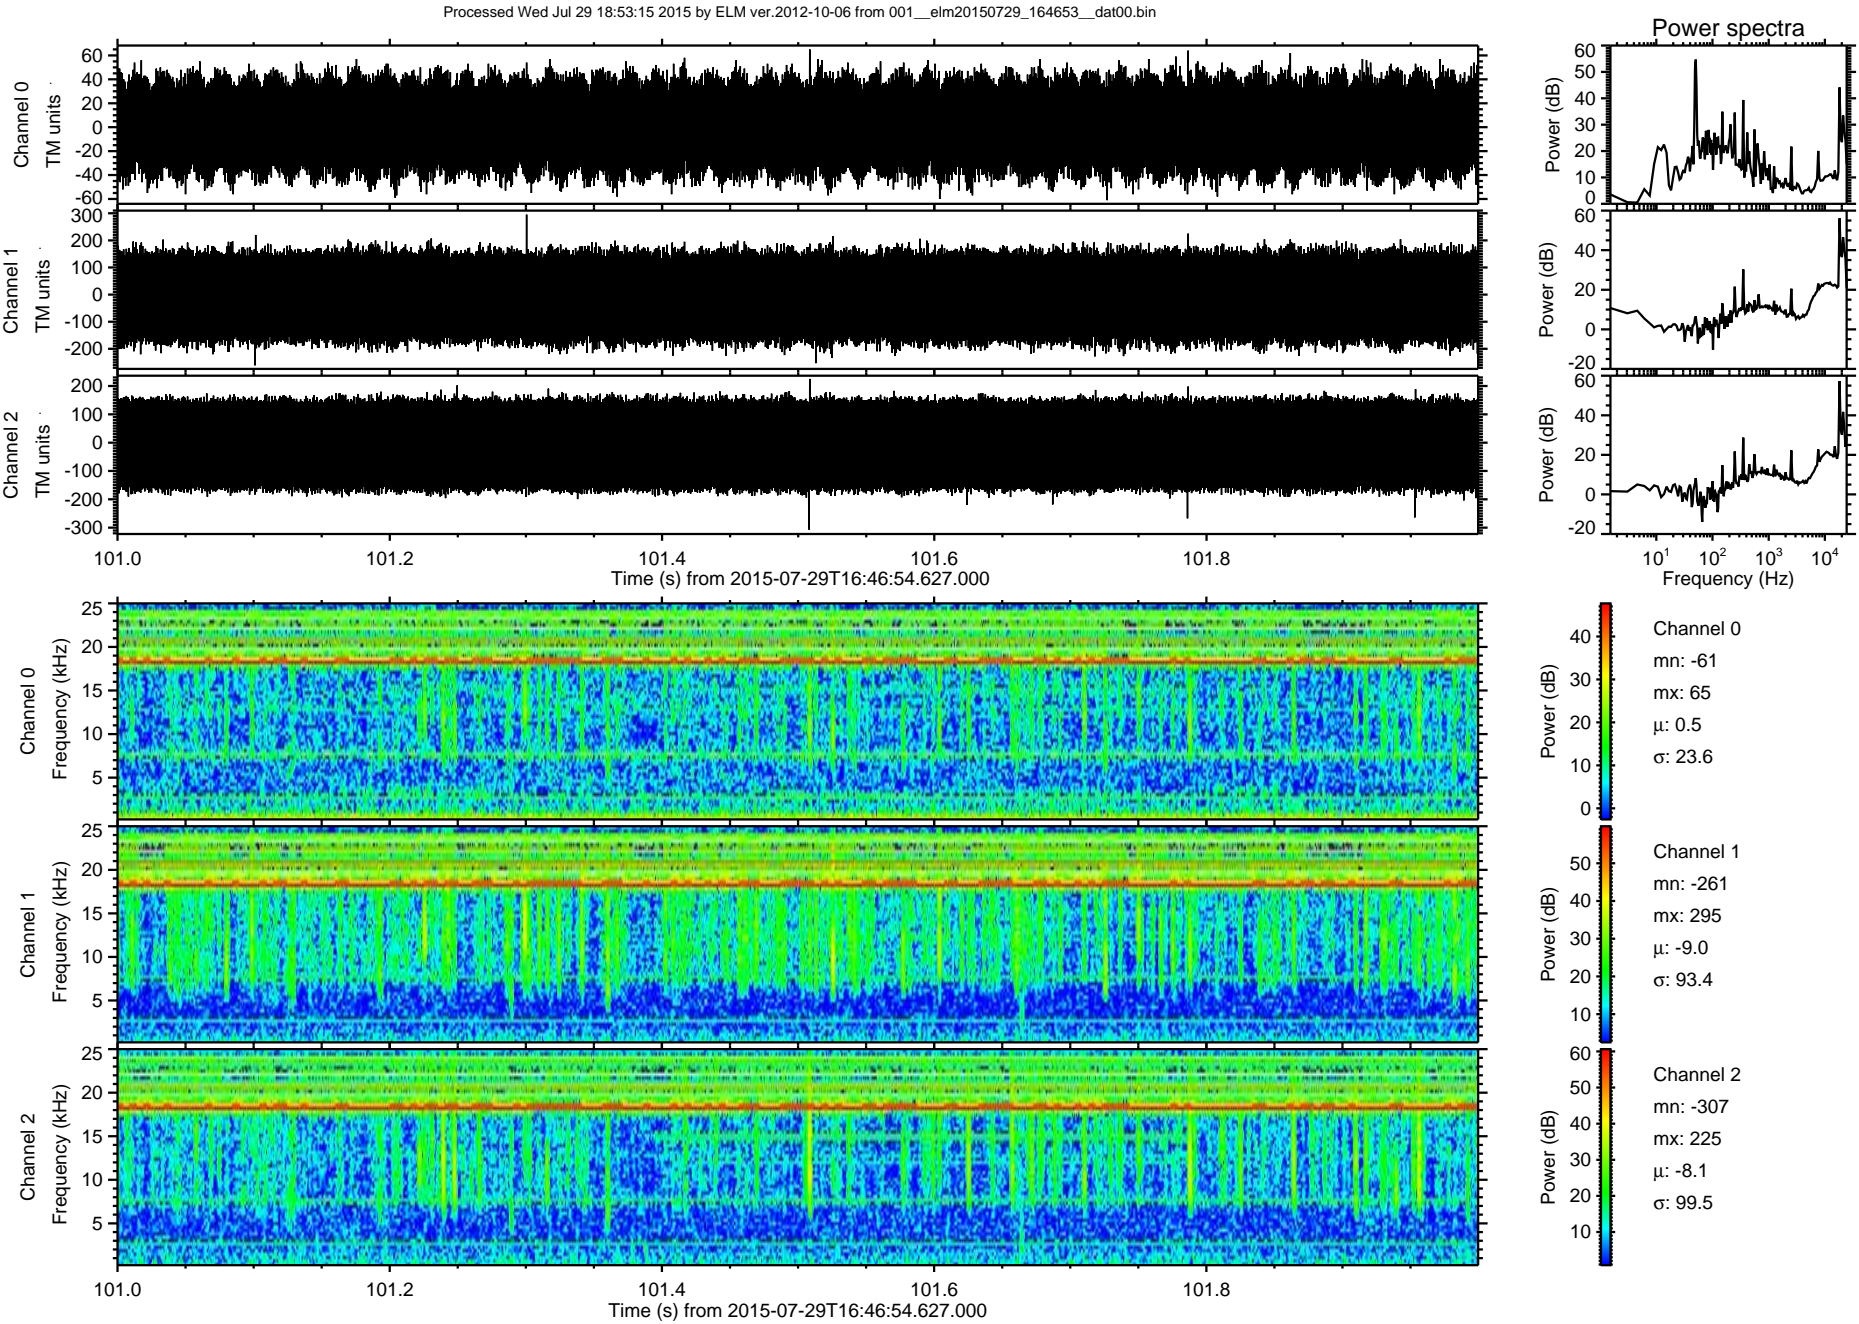 Processed Wed Jul 29 18:53:15 2015 by ELM ver.2012-10-06 from 001__elm20150729_164653__dat00.bin
Power spectra
Channel 0
TM units
60
40
20
0
-20
-40
-60
Power (dB)
60
50
40
30
20
10
0
Channel 1
TM units
300
200
100
0
-100
-200
Power (dB)
60
40
20
0
-20
Channel 2
TM units
200
100
0
-100
-200
-300
Power (dB)
60
40
20
0
-20
101.0 101.2 101.4 101.6 101.8
Time (s) from 2015-07-29T16:46:54.627.000
10^1 10^2 10^3 10^4
Frequency (Hz)
Channel 0
Frequency (kHz)
25
20
15
10
5
Power (dB)
40
30
20
10
0
Channel 0
mn: -61
mx: 65
μ: 0.5
σ: 23.6
Channel 1
Frequency (kHz)
25
20
15
10
5
Power (dB)
50
40
30
20
10
Channel 1
mn: -261
mx: 295
μ: -9.0
σ: 93.4
Channel 2
Frequency (kHz)
25
20
15
10
5
Power (dB)
60
50
40
30
20
10
Channel 2
mn: -307
mx: 225
μ: -8.1
σ: 99.5
101.0 101.2 101.4 101.6 101.8
Time (s) from 2015-07-29T16:46:54.627.000